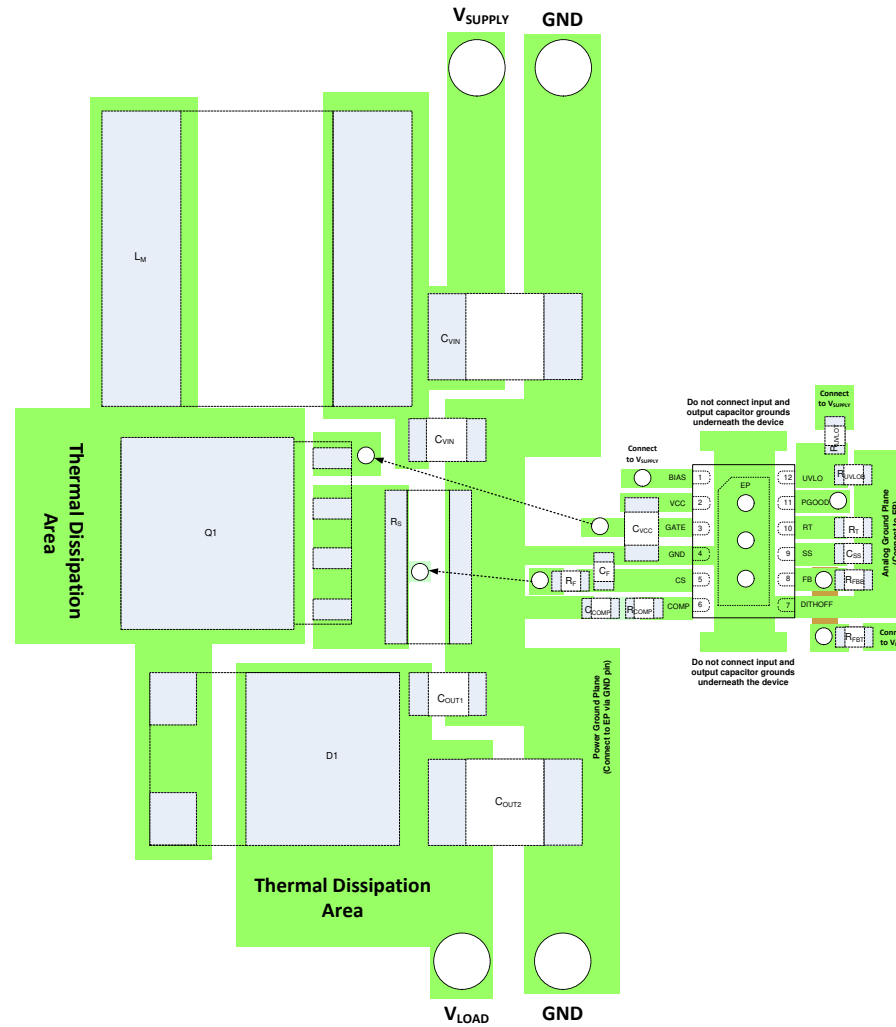 VSUPPLY
GND
LM
CVIN
CVIN
Thermal Dissipation
Area
Q1
RS
Do not connect input and
output capacitor grounds
underneath the device
Connect
to VSUPPLY
Connect
to VSUPPLY
RUVLOT
BIAS
1
EP
12
UVLO
RUVLOB
VCC
2
11
PGOOD
CVCC
GATE
3
10
RT
RT
GND
4
9
SS
CSS
CF
RF
CS
5
8
FB
RFBB
CCOMP
RCOMP
COMP
6
7
DITHOFF
Analog Ground Plane
(Connect to EP)
RFBT
Do not connect input and
output capacitor grounds
underneath the device
COUT1
Power Ground Plane
(Connect to EP via GND pin)
D1
COUT2
Thermal Dissipation
Area
VLOAD
GND